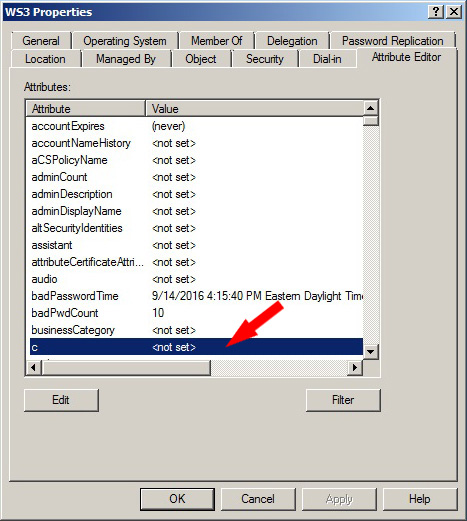 WS3 Properties
General Operating System Member Of Delegation Password Replication
Location Managed By Object Security Dial-in Attribute Editor
Attributes:
Attribute Value
accountExpires (never)
accountNameHistory <not set>
aCSPolicyName <not set>
adminCount <not set>
adminDescription <not set>
adminDisplayName <not set>
altSecurityIdentities <not set>
assistant <not set>
attributeCertificateAttri... <not set>
audio <not set>
badPasswordTime 9/14/2016 4:15:40 PM Eastern Daylight Time
badPwdCount 10
businessCategory <not set>
c <not set>
Edit Filter
OK Cancel Apply Help